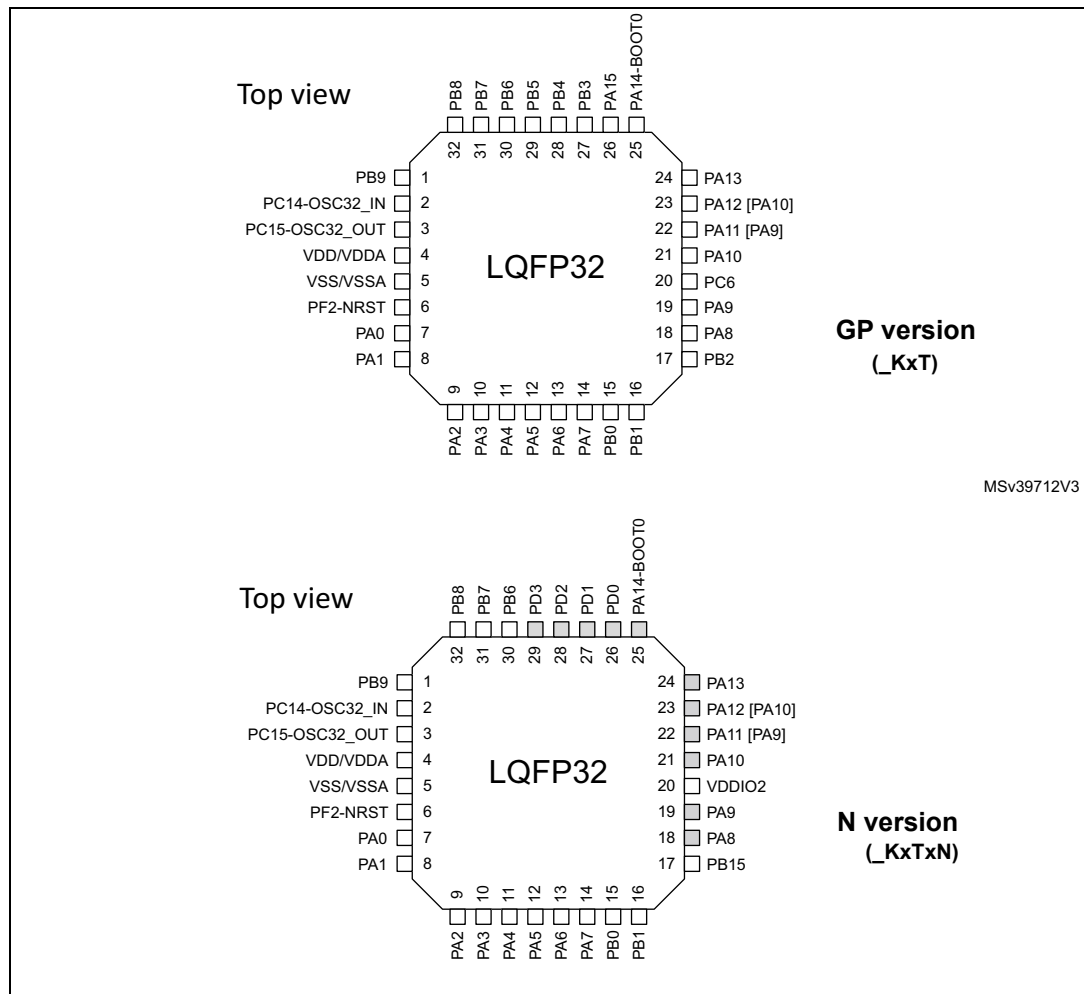 Top view
PB8
PB7
PB6
PB5
PB4
PB3
PA15
PA14-BOOT0
32
31
30
29
28
27
26
25
PB9 1
PC14-OSC32_IN 2
PC15-OSC32_OUT 3
VDD/VDDA 4
VSS/VSSA 5
PF2-NRST 6
PA0 7
PA1 8
LQFP32
24 PA13
23 PA12 [PA10]
22 PA11 [PA9]
21 PA10
20 PC6
19 PA9
18 PA8
17 PB2
9
10
11
12
13
14
15
16
PA2
PA3
PA4
PA5
PA6
PA7
PB0
PB1
GP version
(_KxT)
MSv39712V3
Top view
PB8
PB7
PB6
PD3
PD2
PD1
PD0
PA14-BOOT0
32
31
30
29
28
27
26
25
PB9 1
PC14-OSC32_IN 2
PC15-OSC32_OUT 3
VDD/VDDA 4
VSS/VSSA 5
PF2-NRST 6
PA0 7
PA1 8
LQFP32
24 PA13
23 PA12 [PA10]
22 PA11 [PA9]
21 PA10
20 VDDIO2
19 PA9
18 PA8
17 PB15
9
10
11
12
13
14
15
16
PA2
PA3
PA4
PA5
PA6
PA7
PB0
PB1
N version
(_KxTxN)